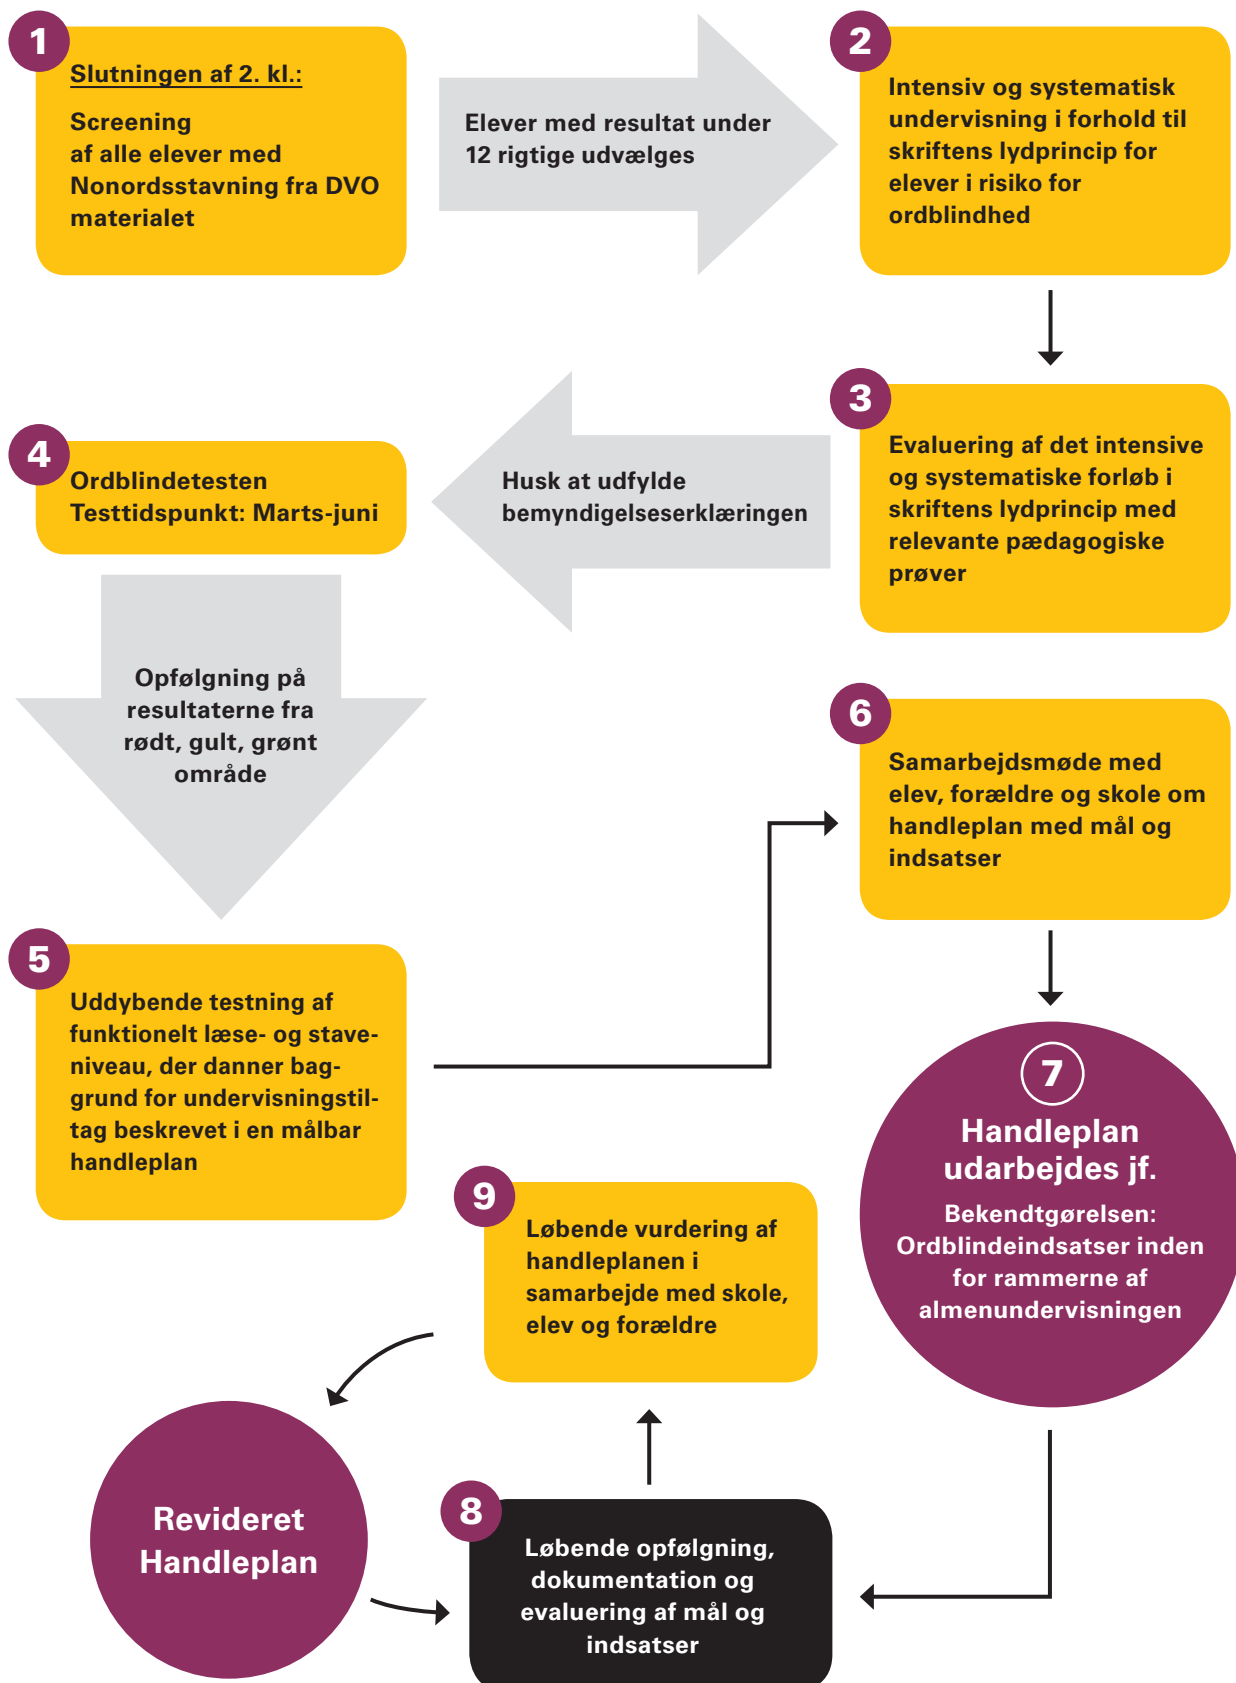 1
Slutningen af 2. kl.:
Screening
af alle elever med
Nonordsstavning fra DVO
materialet
Elever med resultat under
12 rigtige udvælges
2
Intensiv og systematisk
undervisning i forhold til
skriftens lydprincip for
elever i risiko for
ordblindhed
3
Evaluering af det intensive
og systematiske forløb i
skriftens lydprincip med
relevante pædagogiske
prøver
Husk at udfylde
bemyndigelseserklæringen
4
Ordblindetesten
Testtidspunkt: Marts-juni
Opfølgning på
resultaterne fra
rødt, gult, grønt
område
5
Uddybende testning af
funktionelt læse- og stave-
niveau, der danner bag-
grund for undervisningstil-
tag beskrevet i en målbar
handleplan
6
Samarbejdsmøde med
elev, forældre og skole om
handleplan med mål og
indsatser
7
Handleplan
udarbejdes jf.
Bekendtgørelsen:
Ordblindeindsatser inden
for rammerne af
almenundervisningen
8
Løbende opfølgning,
dokumentation og
evaluering af mål og
indsatser
9
Løbende vurdering af
handleplanen i
samarbejde med skole,
elev og forældre
Revideret
Handleplan